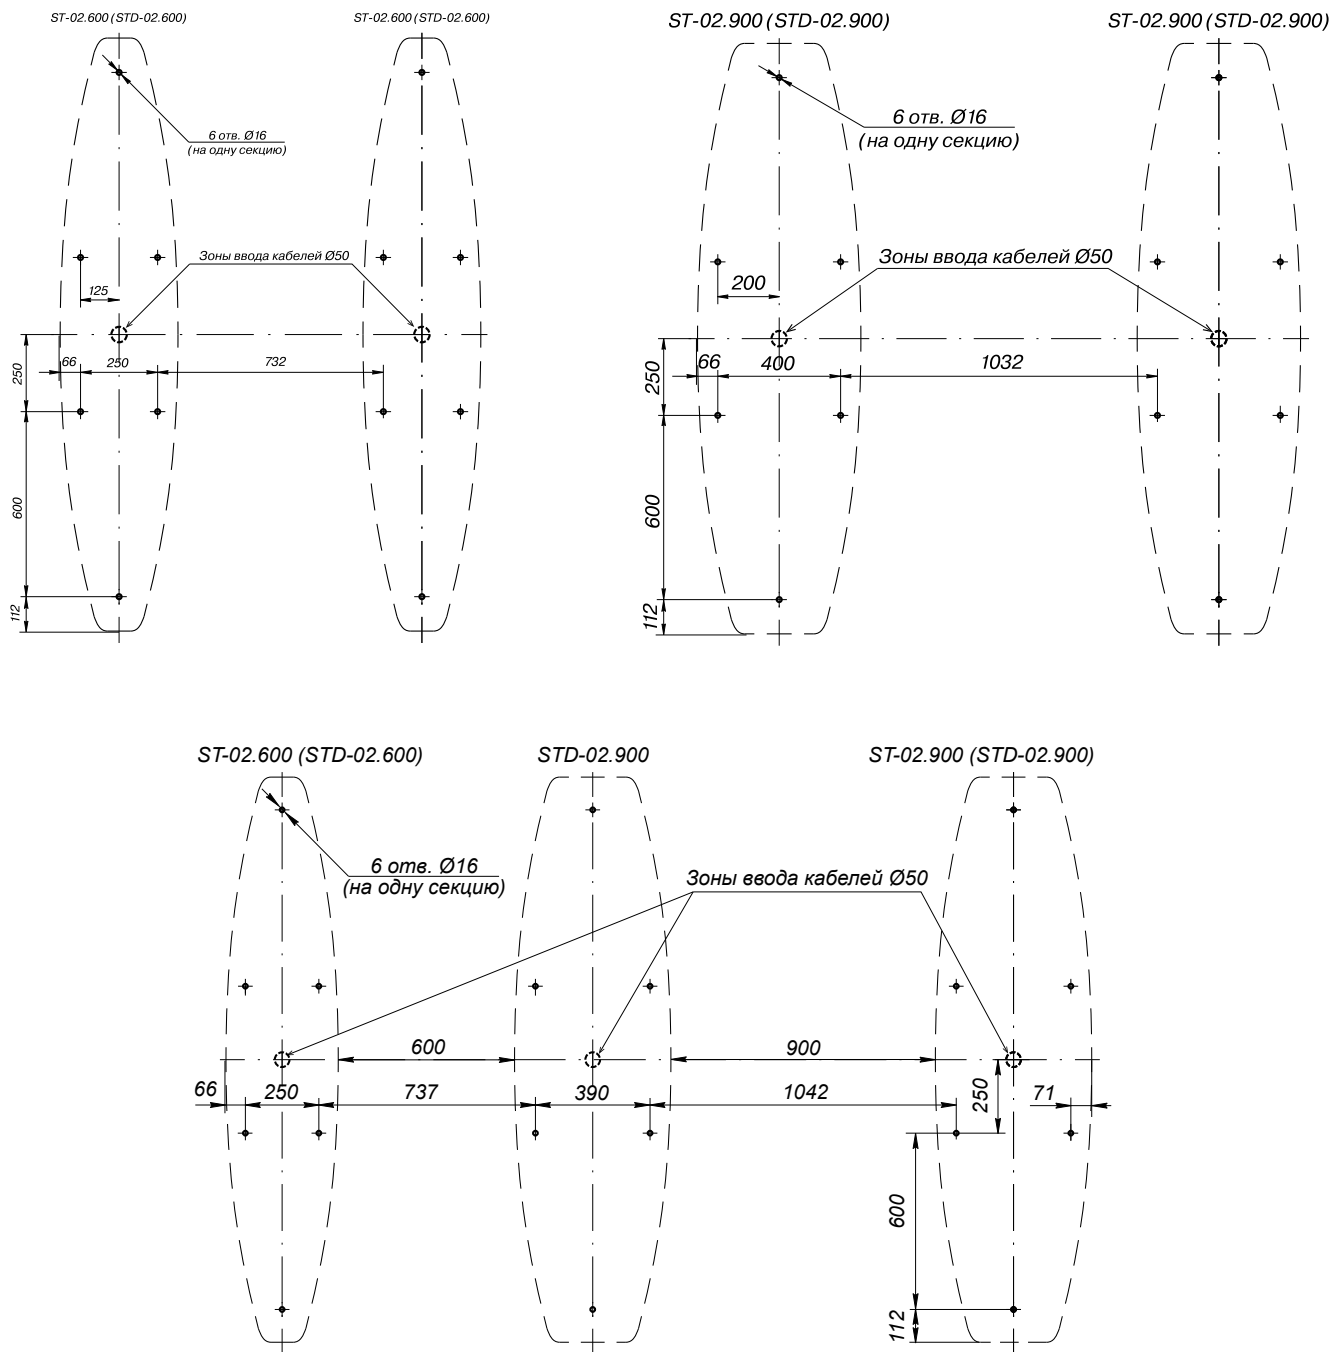 ST-02.600 (STD-02.600)
ST-02.600 (STD-02.600)
6 отв. Ø16
(на одну секцию)
Зоны ввода кабелей Ø50
125
66
250
732
250
600
112
ST-02.900 (STD-02.900)
ST-02.900 (STD-02.900)
6 отв. Ø16
(на одну секцию)
Зоны ввода кабелей Ø50
200
66
400
1032
250
600
112
ST-02.600 (STD-02.600)
STD-02.900
ST-02.900 (STD-02.900)
6 отв. Ø16
(на одну секцию)
Зоны ввода кабелей Ø50
600
900
66
250
737
390
1042
250
71
600
112